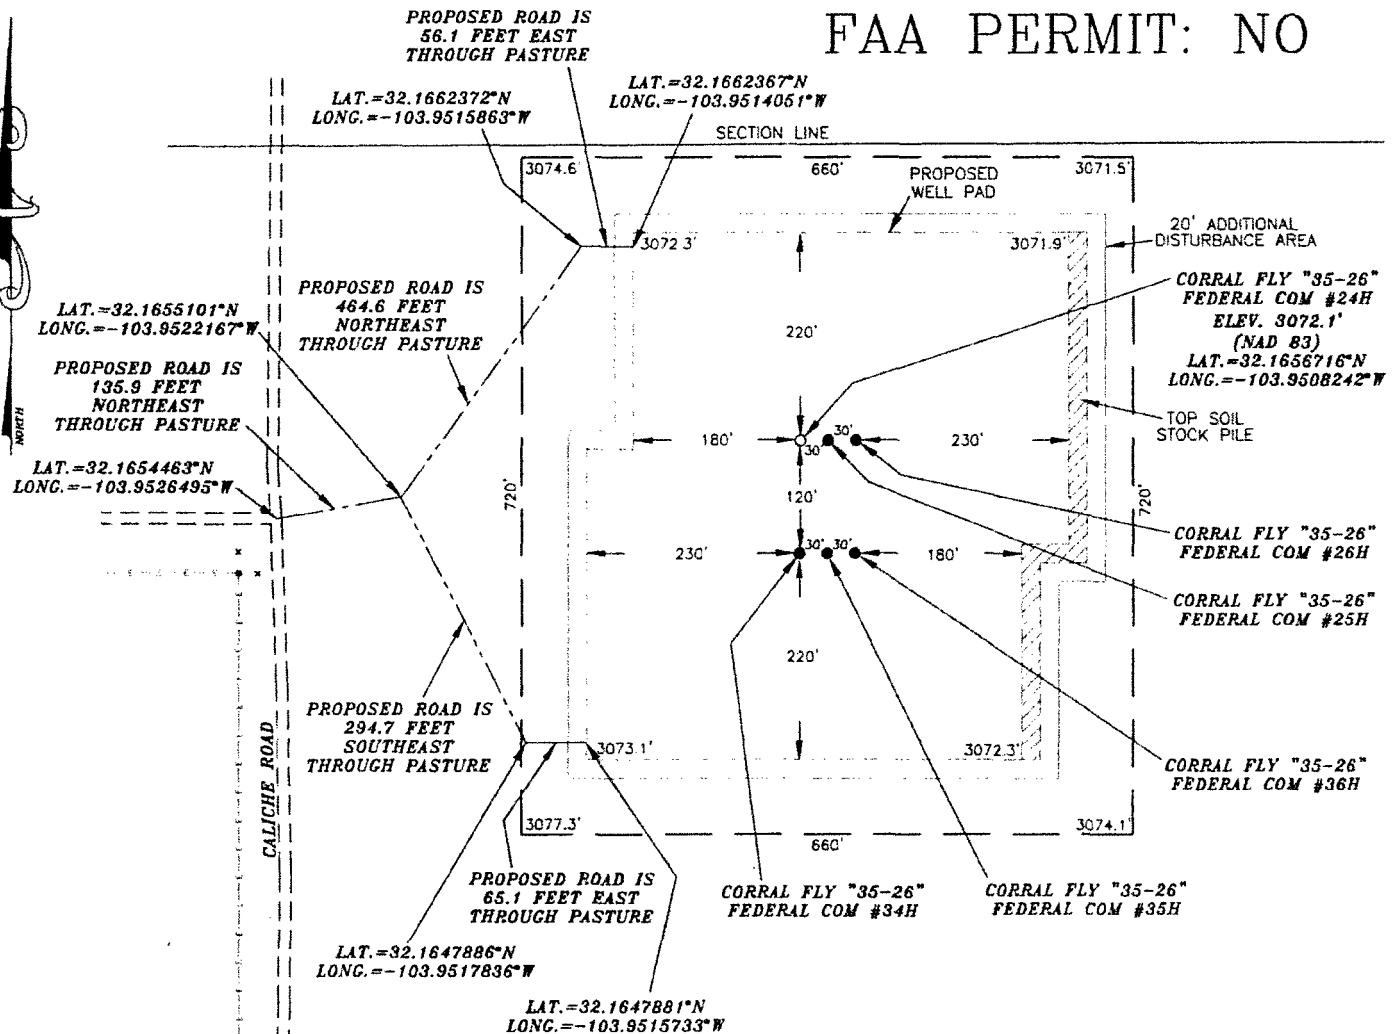 FAA PERMIT: NO
PROPOSED ROAD IS
56.1 FEET EAST
THROUGH PASTURE
LAT.=32.1662372°N
LONG.=-103.9515863°W
LAT.=32.1662367°N
LONG.=-103.9514051°W
SECTION LINE
3074.6'
660'
3071.5'
PROPOSED
WELL PAD
20' ADDITIONAL
DISTURBANCE AREA
3072.3'
3071.9'
CORRAL FLY "35-26"
FEDERAL COM #24H
ELEV. 3072.1'
(NAD 83)
LAT.=32.1656716°N
LONG.=-103.9508242°W
PROPOSED ROAD IS
464.6 FEET
NORTHEAST
THROUGH PASTURE
LAT.=32.1655101°N
LONG.=-103.9522167°W
220'
PROPOSED ROAD IS
135.9 FEET
NORTHEAST
THROUGH PASTURE
NORTH
TOP SOIL
STOCK PILE
180'
30'
30'
230'
LAT.=32.1654463°N
LONG.=-103.9526495°W
720'
120'
720'
230'
30'
30'
180'
CORRAL FLY "35-26"
FEDERAL COM #26H
CORRAL FLY "35-26"
FEDERAL COM #25H
220'
PROPOSED ROAD IS
294.7 FEET
SOUTHEAST
THROUGH PASTURE
CALICHE ROAD
3073.1'
3072.3'
CORRAL FLY "35-26"
FEDERAL COM #36H
3077.3'
660'
3074.1'
PROPOSED ROAD IS
65.1 FEET EAST
THROUGH PASTURE
CORRAL FLY "35-26"
FEDERAL COM #34H
CORRAL FLY "35-26"
FEDERAL COM #35H
LAT.=32.1647886°N
LONG.=-103.9517836°W
LAT.=32.1647881°N
LONG.=-103.9515733°W